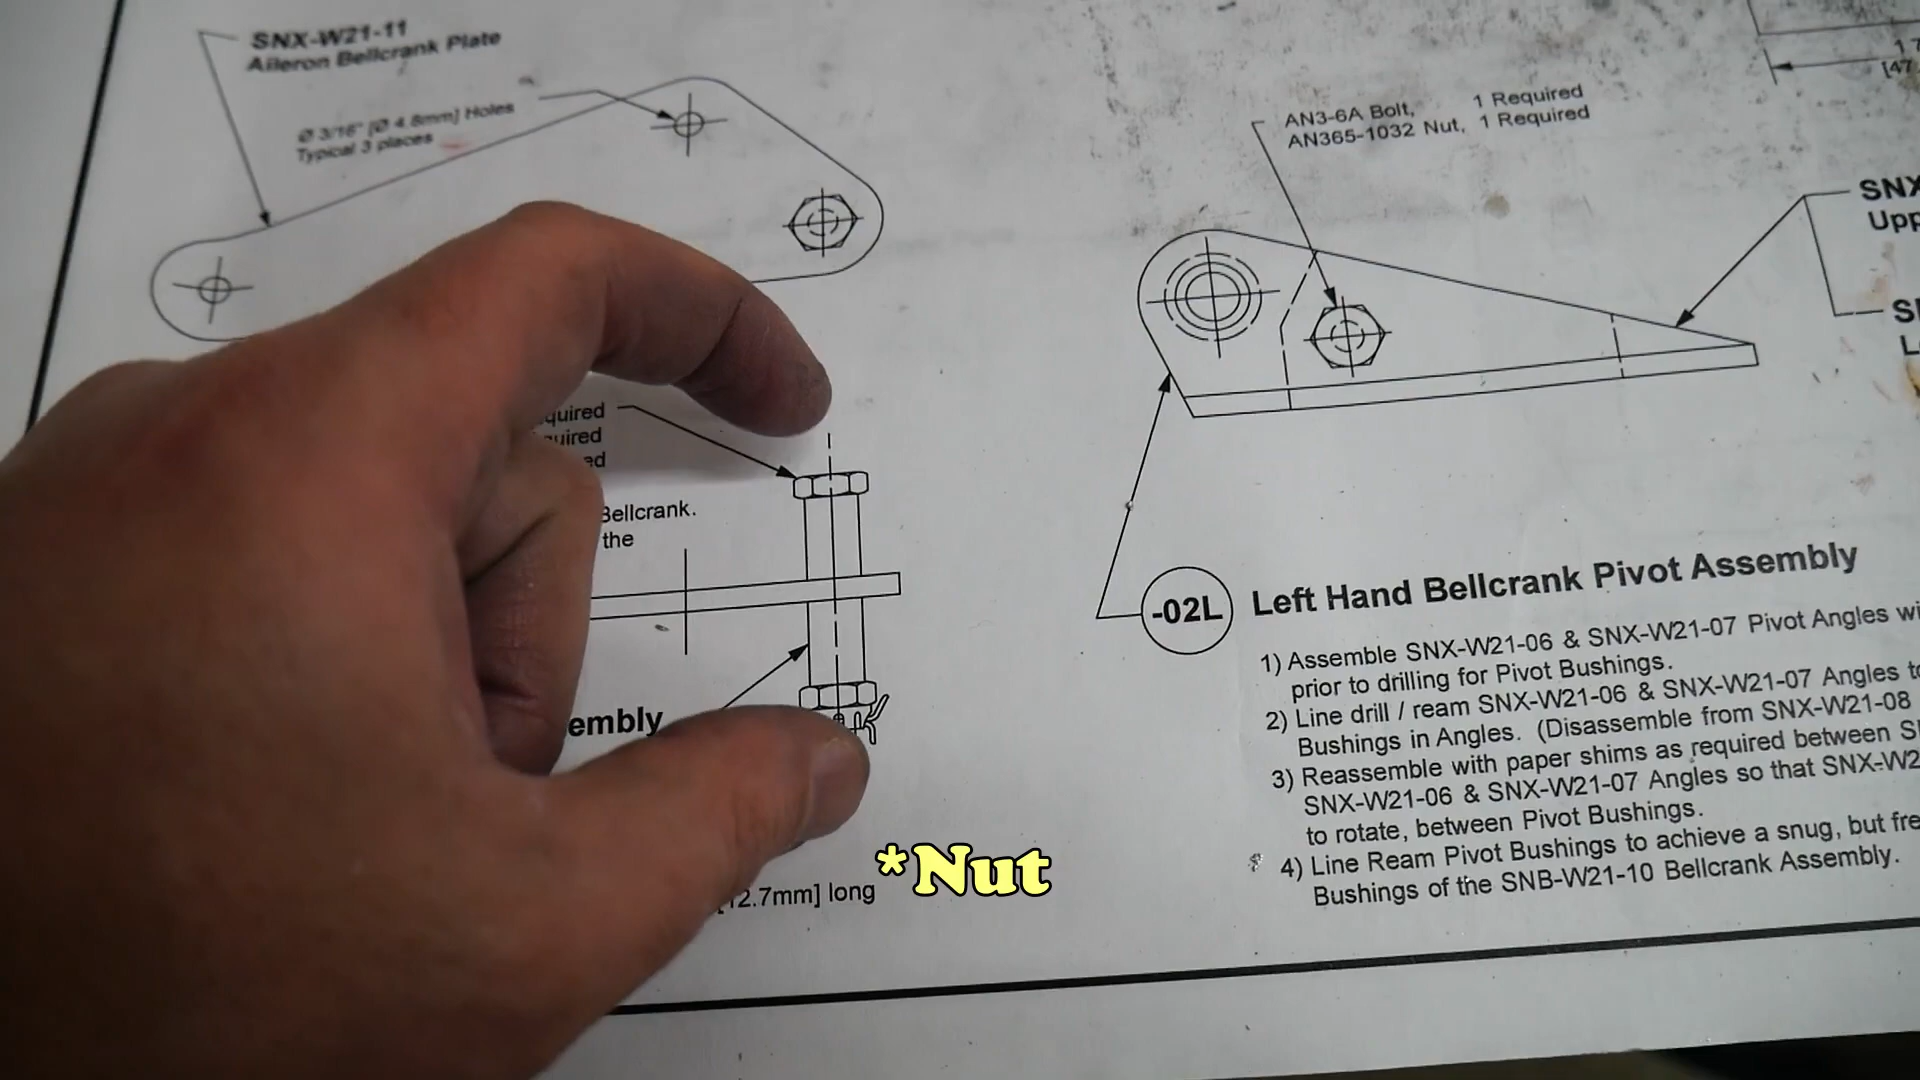 SNX-W21-11
Aileron Bellcrank Plate
Ø 3/16" [Ø 4.8mm] Holes
Typical 3 places
AN3-6A Bolt, 1 Required
AN365-1032 Nut, 1 Required
SNX
Upp
17
[47
Bellcrank.
the
-02L
Left Hand Bellcrank Pivot Assembly
1) Assemble SNX-W21-06 & SNX-W21-07 Pivot Angles wi
prior to drilling for Pivot Bushings.
2) Line drill / ream SNX-W21-06 & SNX-W21-07 Angles to
Bushings in Angles. (Disassemble from SNX-W21-08
3) Reassemble with paper shims as required between S
SNX-W21-06 & SNX-W21-07 Angles so that SNX-W2
to rotate, between Pivot Bushings.
4) Line Ream Pivot Bushings to achieve a snug, but fre
Bushings of the SNB-W21-10 Bellcrank Assembly.
quired
uired
ed
embly
12.7mm] long
*Nut